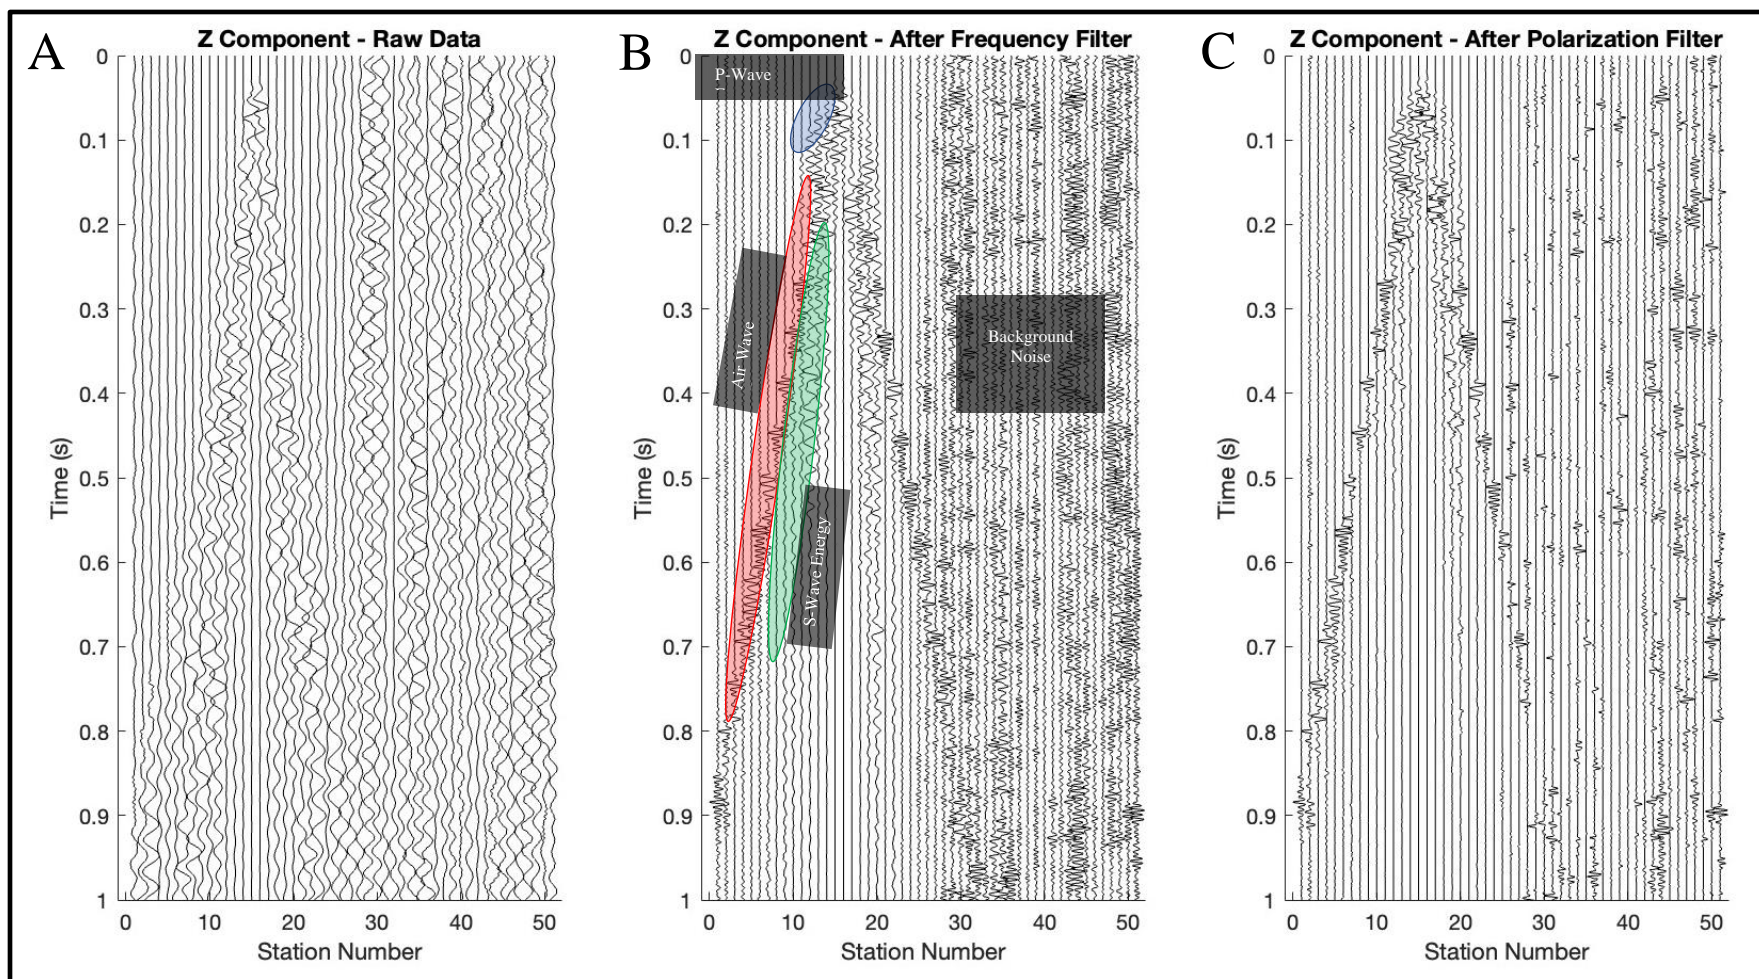 A
Z Component - Raw Data
0
0.1
0.2
0.3
0.4
0.5
0.6
0.7
0.8
0.9
1
Time (s)
0 10 20 30 40 50
Station Number
B
Z Component - After Frequency Filter
P-Wave
Air Wave
S-Wave Energy
Background
Noise
0
0.1
0.2
0.3
0.4
0.5
0.6
0.7
0.8
0.9
1
Time (s)
0 10 20 30 40 50
Station Number
C
Z Component - After Polarization Filter
0
0.1
0.2
0.3
0.4
0.5
0.6
0.7
0.8
0.9
1
Time (s)
0 10 20 30 40 50
Station Number